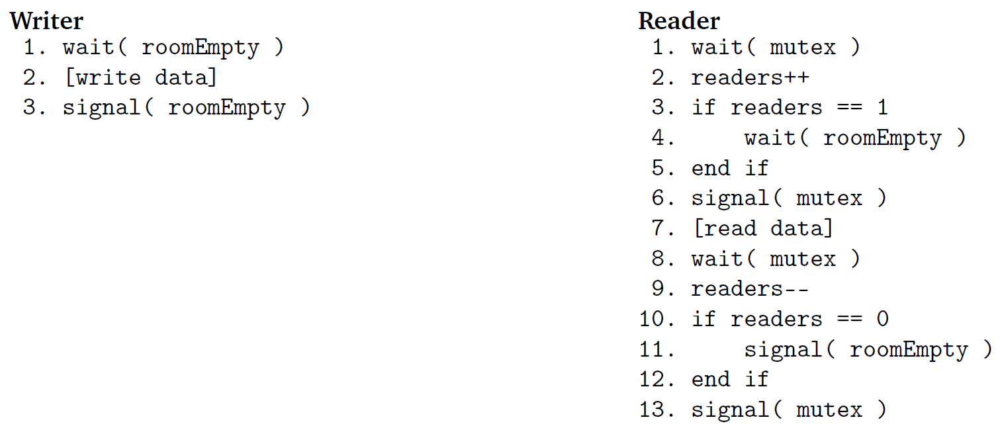 Writer
1. wait( roomEmpty )
2. [write data]
3. signal( roomEmpty )
Reader
1. wait( mutex )
2. readers++
3. if readers == 1
4.     wait( roomEmpty )
5. end if
6. signal( mutex )
7. [read data]
8. wait( mutex )
9. readers--
10. if readers == 0
11.     signal( roomEmpty )
12. end if
13. signal( mutex )